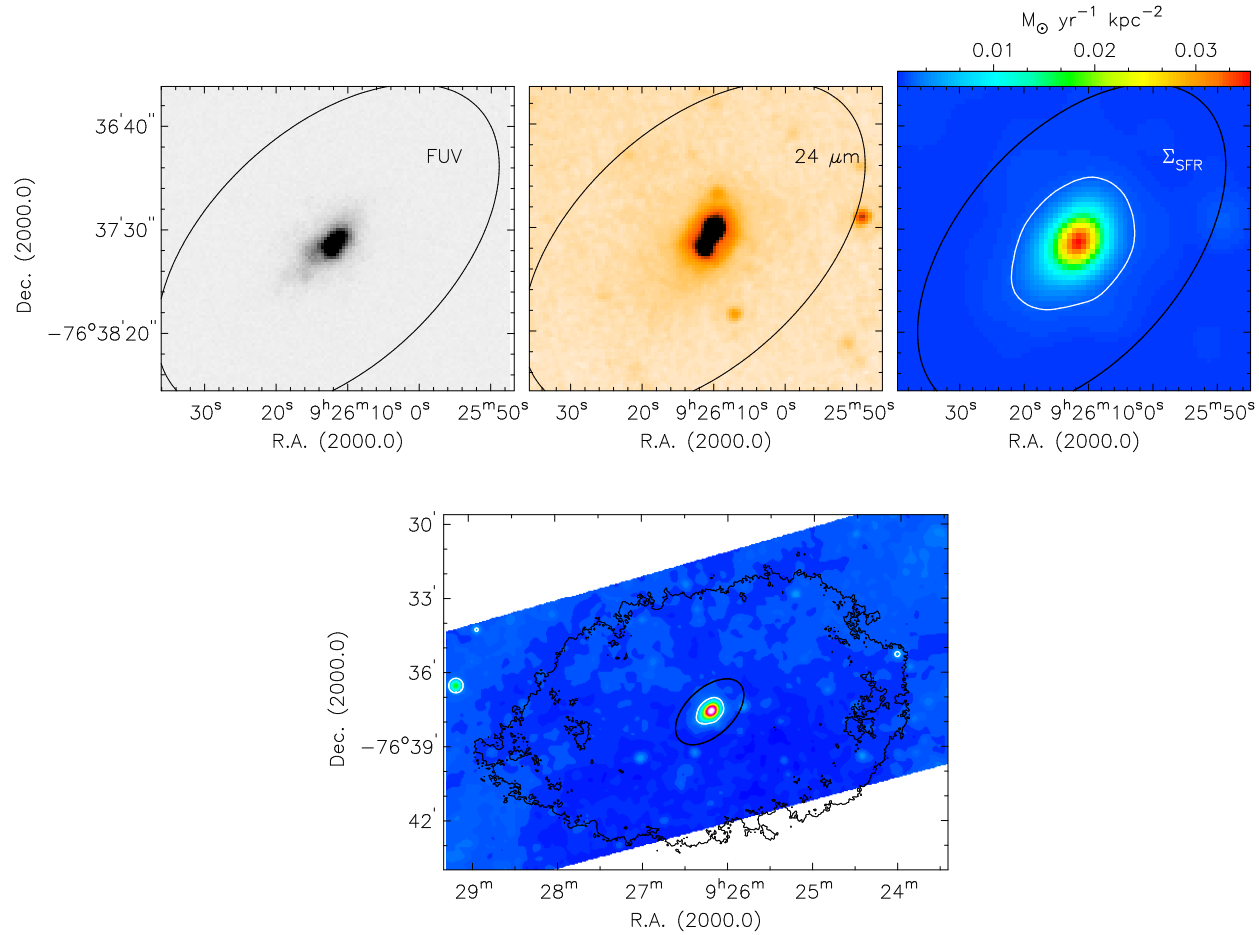 M☉ yr⁻¹ kpc⁻²
0.01 0.02 0.03
FUV
24 μm
Σ_SFR
Dec. (2000.0)
36'40"
37'30"
−76°38'20"
30ˢ 20ˢ 9ʰ26ᵐ10ˢ 0ˢ 25ᵐ50ˢ
30ˢ 20ˢ 9ʰ26ᵐ10ˢ 0ˢ 25ᵐ50ˢ
30ˢ 20ˢ 9ʰ26ᵐ10ˢ 0ˢ 25ᵐ50ˢ
R.A. (2000.0)
R.A. (2000.0)
R.A. (2000.0)
Dec. (2000.0)
30'
33'
36'
−76°39'
42'
29ᵐ 28ᵐ 27ᵐ 9ʰ26ᵐ 25ᵐ 24ᵐ
R.A. (2000.0)